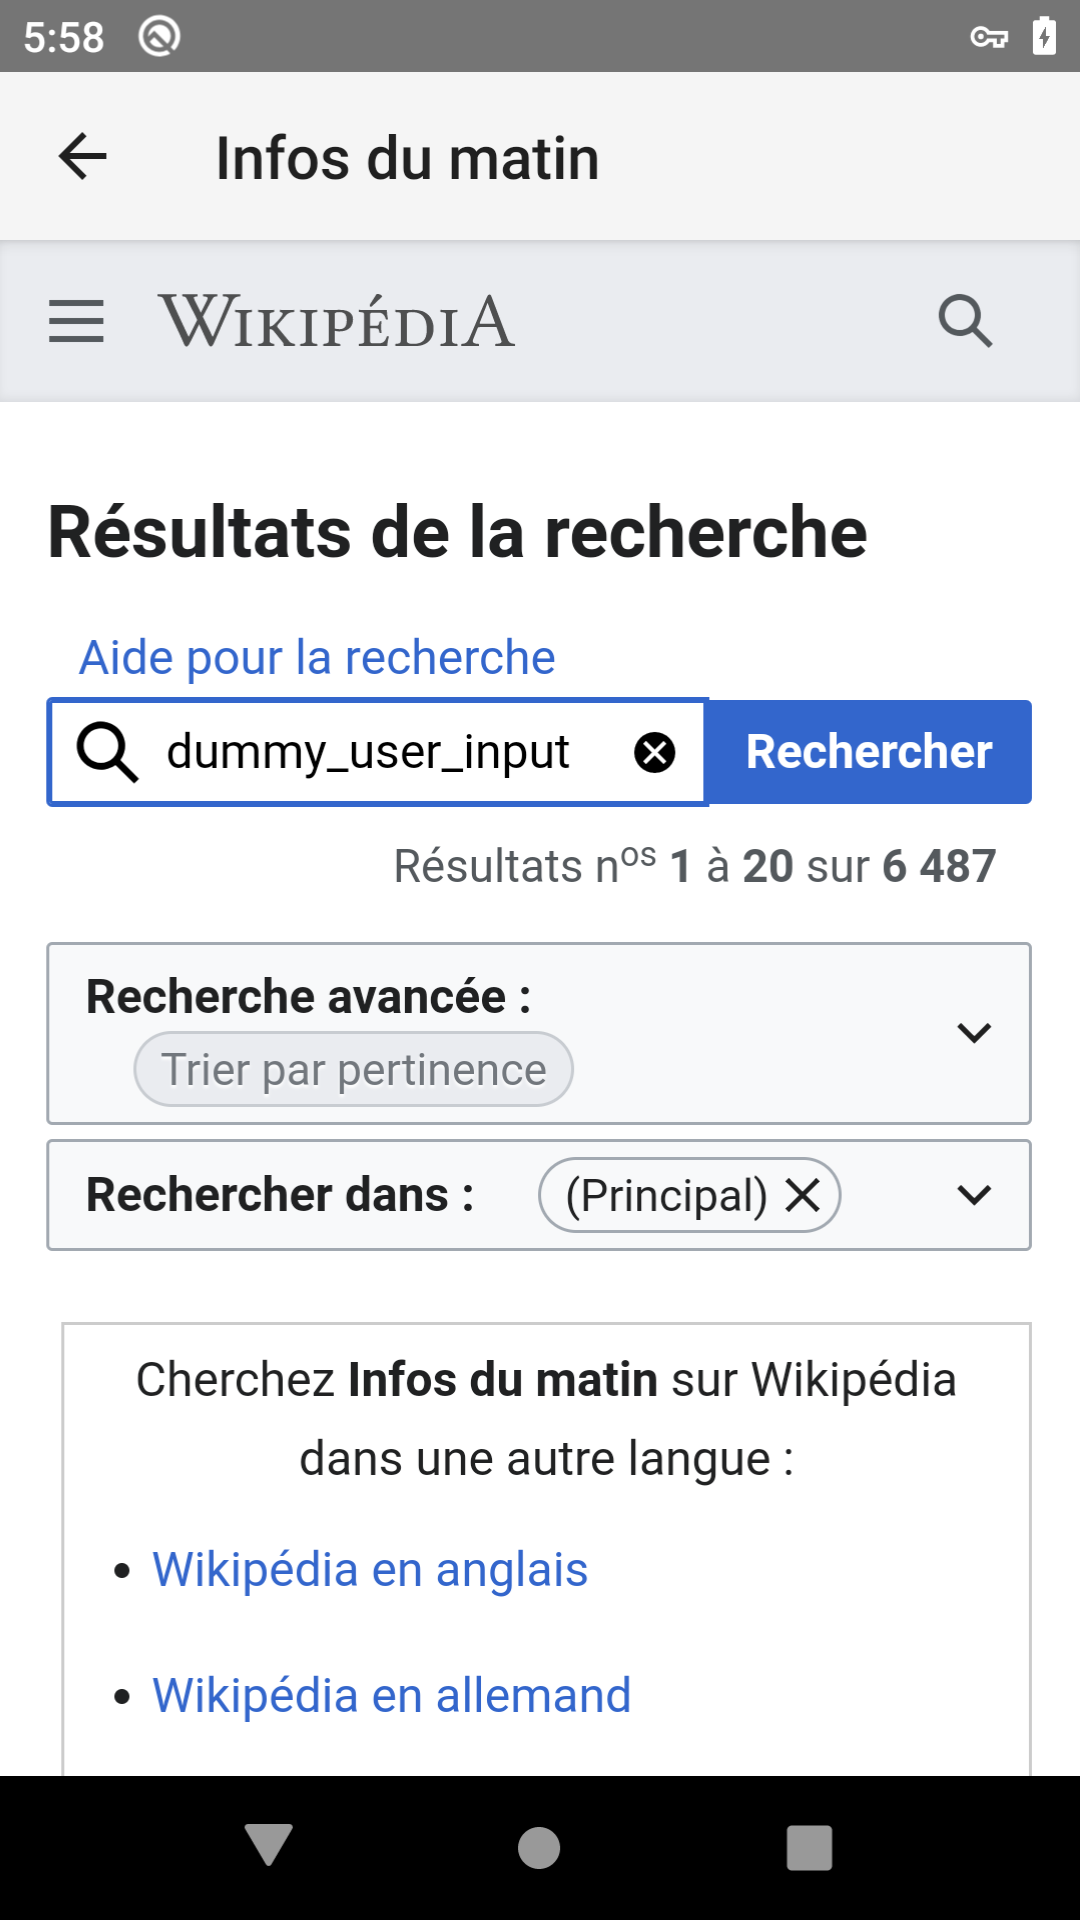 5:58
Infos du matin
WIKIPÉDIA
Résultats de la recherche
Aide pour la recherche
dummy_user_input
Rechercher
Résultats nos 1 à 20 sur 6 487
Recherche avancée :
Trier par pertinence
Rechercher dans :
(Principal)
Cherchez Infos du matin sur Wikipédia
dans une autre langue :
• Wikipédia en anglais
• Wikipédia en allemand